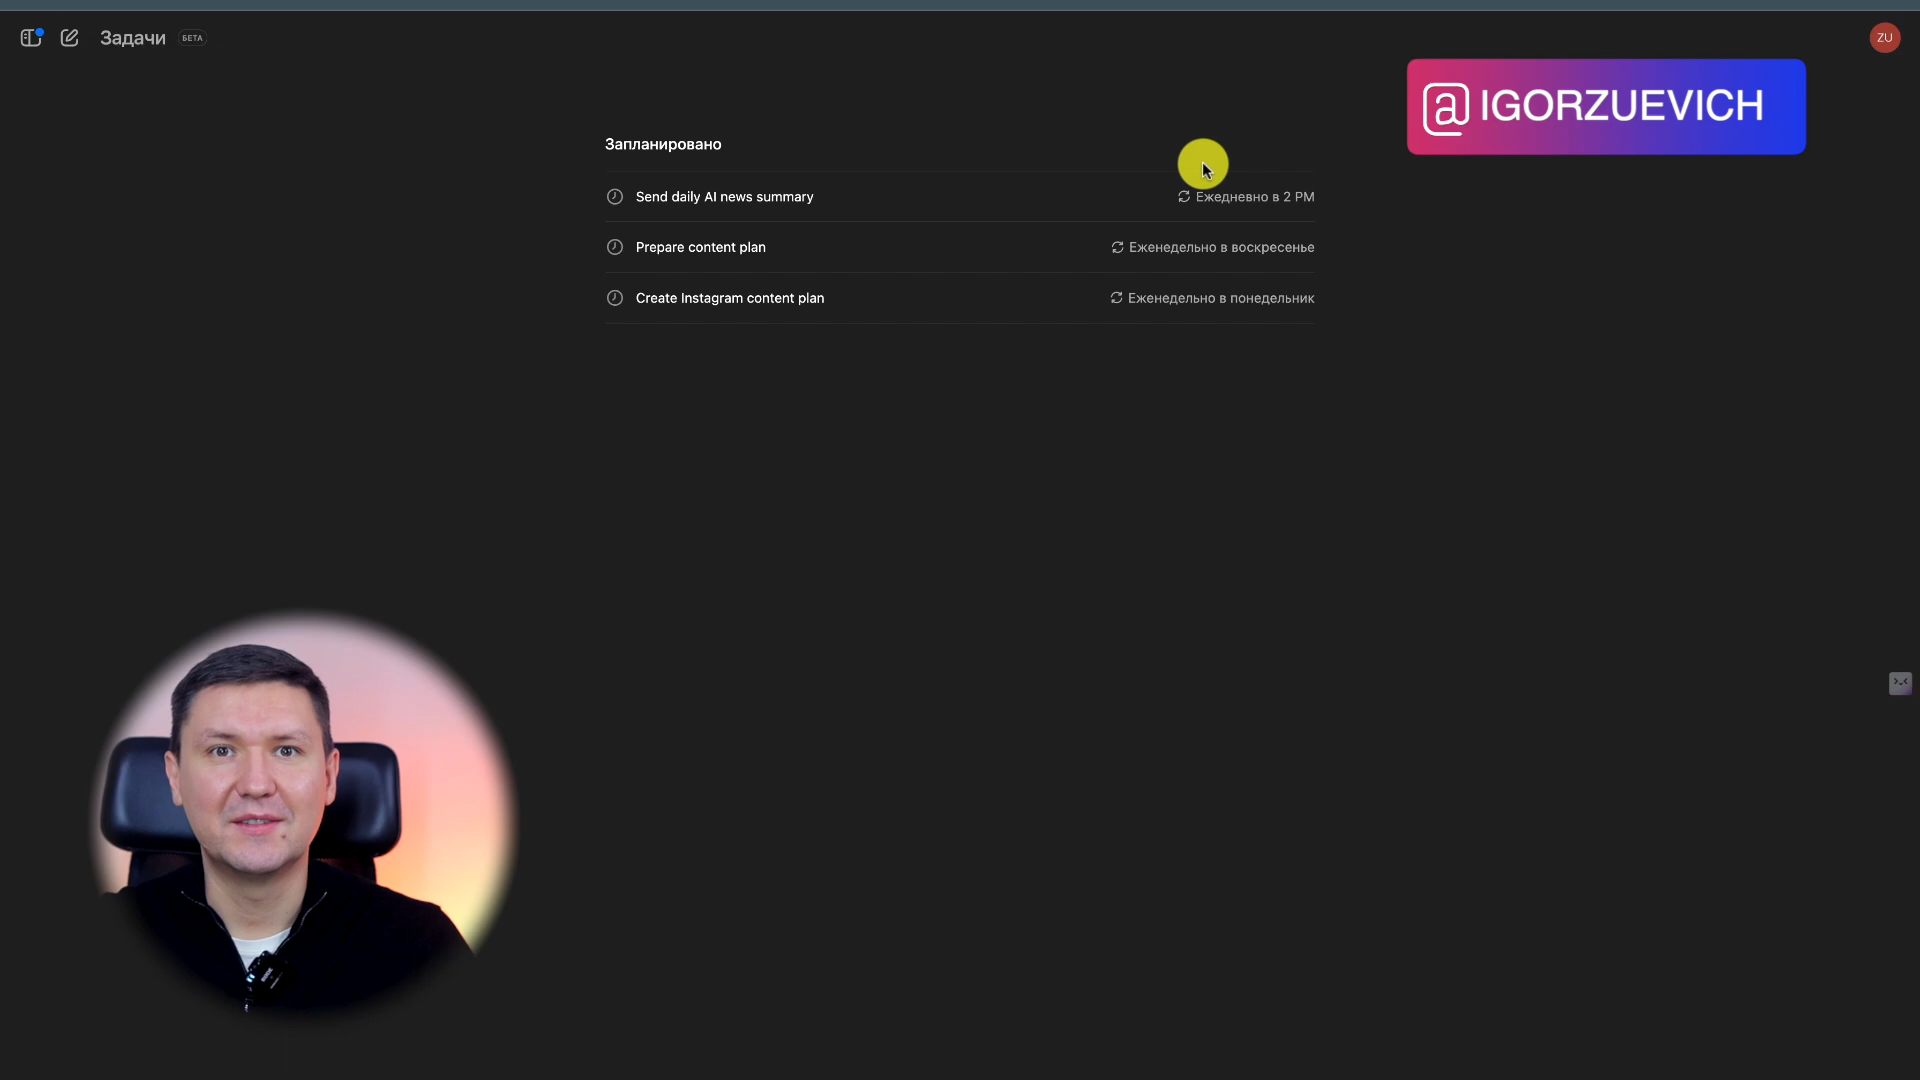 Задачи БЕТА
ZU
@IGORZUEVICH
Запланировано
Send daily AI news summary Ежедневно в 2 PM
Prepare content plan Еженедельно в воскресенье
Create Instagram content plan Еженедельно в понедельник